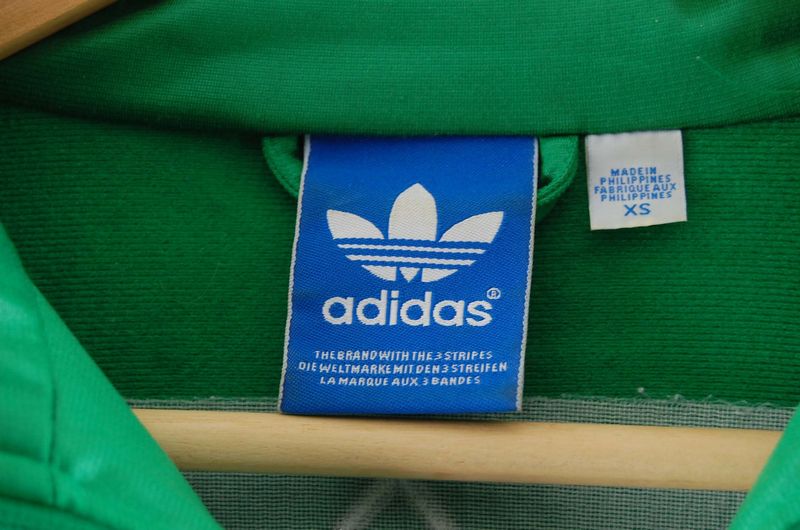 adidas®
THE BRAND WITH THE 3 STRIPES
DIE WELTMARKE MIT DEN 3 STREIFEN
LA MARQUE AUX 3 BANDES
MADE IN
PHILIPPINES
FABRIQUE AUX
PHILIPPINES
XS